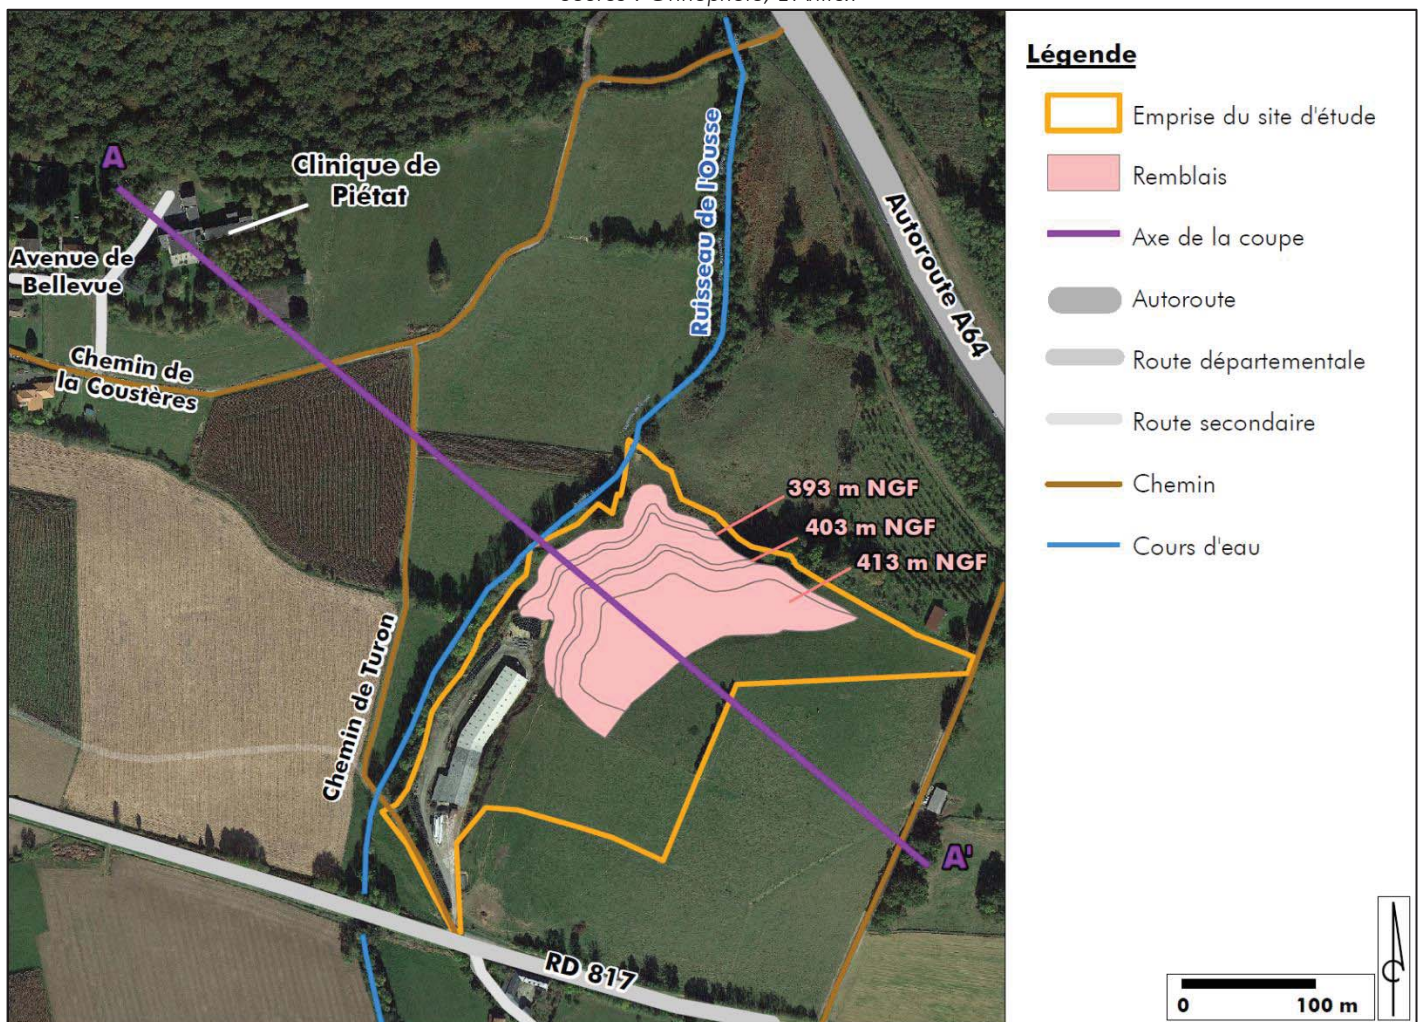 Légende
Emprise du site d'étude
Remblais
Axe de la coupe
Autoroute
Route départementale
Route secondaire
Chemin
Cours d'eau
A
Clinique de
Piétat
Avenue de
Bellevue
Chemin de
la Coustères
Ruisseau de l'Ousse
Autoroute A64
393 m NGF
403 m NGF
413 m NGF
Chemin de Turon
A'
RD 817
0 100 m